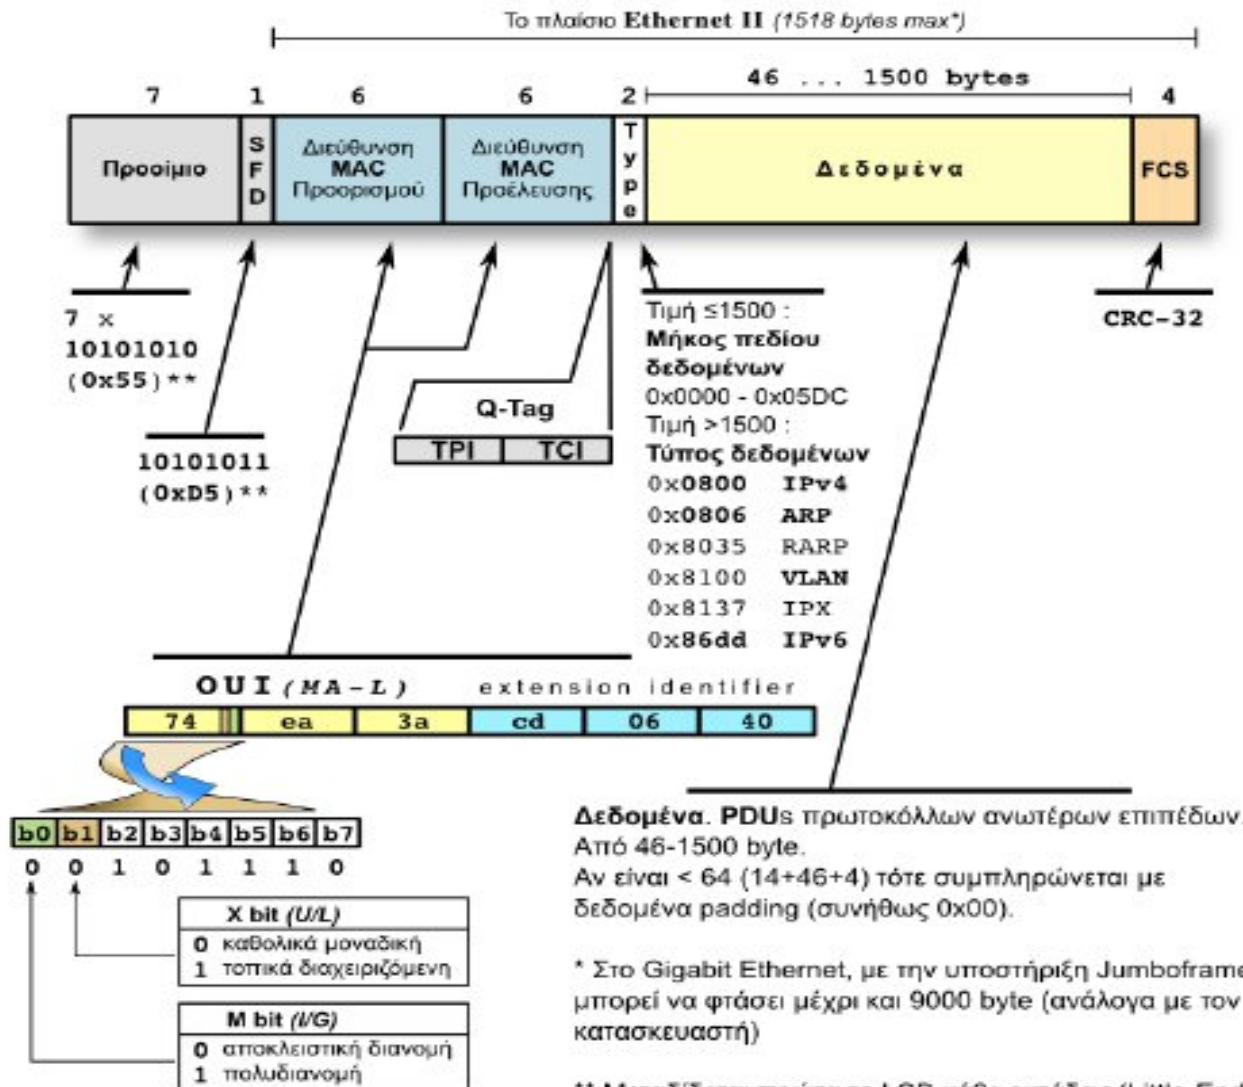 Το πλαίσιο Ethernet II (1518 bytes max*)
46 ... 1500 bytes
7 1 6 6 2 4
Προοίμιο
SFD
Διεύθυνση
MAC
Προορισμού
Διεύθυνση
MAC
Προέλευσης
Type
Δεδομένα
FCS
7 x
10101010
(0x55)**
10101011
(0xD5)**
Q-Tag
TPI TCI
Τιμή ≤1500 :
Μήκος πεδίου
δεδομένων
0x0000 - 0x05DC
Τιμή >1500 :
Τύπος δεδομένων
0x0800 IPv4
0x0806 ARP
0x8035 RARP
0x8100 VLAN
0x8137 IPX
0x86dd IPv6
CRC-32
OUI (MA-L) extension identifier
74 ea 3a cd 06 40
b0 b1 b2 b3 b4 b5 b6 b7
0 0 1 0 1 1 1 0
X bit (U/L)
0 καθολικά μοναδική
1 τοπικά διαχειριζόμενη
M bit (I/G)
0 αποκλειστική διανομή
1 πολυδιανομή
Δεδομένα. PDUs πρωτοκόλλων ανωτέρων επιπέδων.
Από 46-1500 byte.
Αν είναι < 64 (14+46+4) τότε συμπληρώνεται με
δεδομένα padding (συνήθως 0x00).
* Στο Gigabit Ethernet, με την υποστήριξη Jumboframe
μπορεί να φτάσει μέχρι και 9000 byte (ανάλογα με τον
κατασκευαστή)